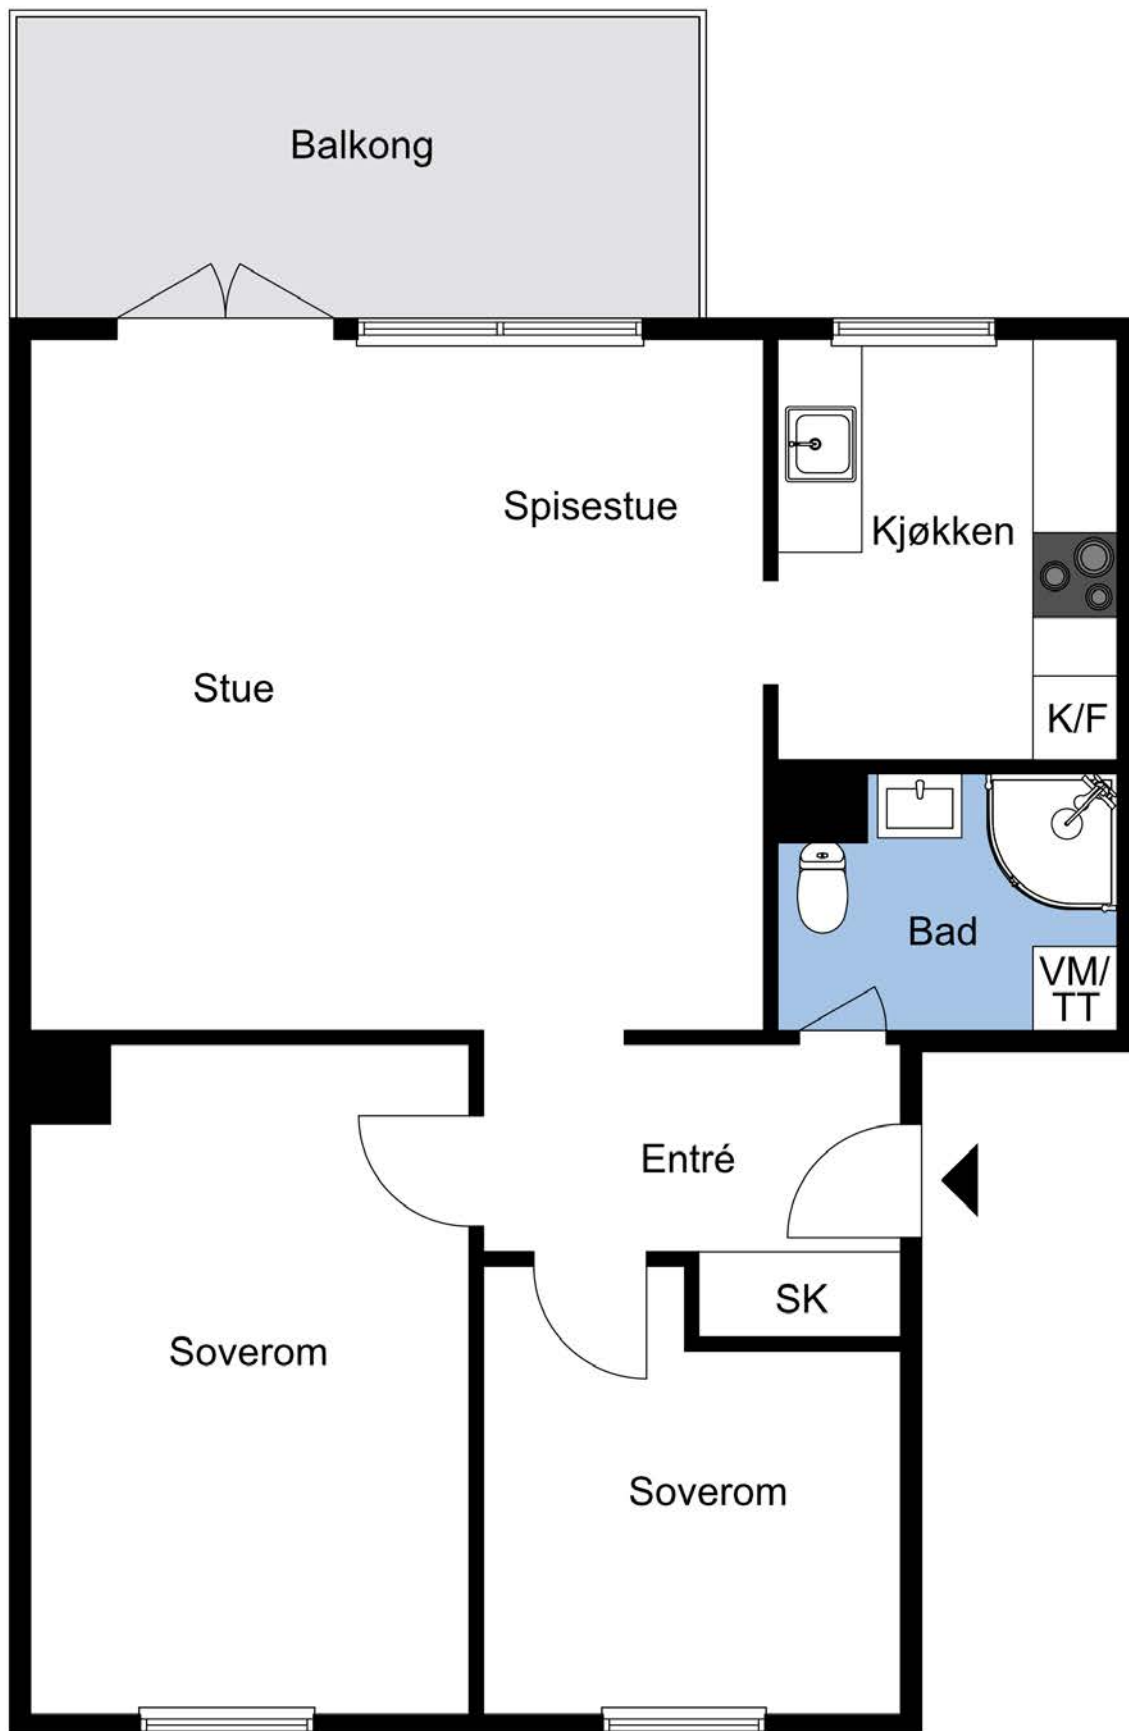 Balkong
Spisestue
Kjøkken
Stue
K/F
Bad
VM/
TT
Entré
SK
Soverom
Soverom